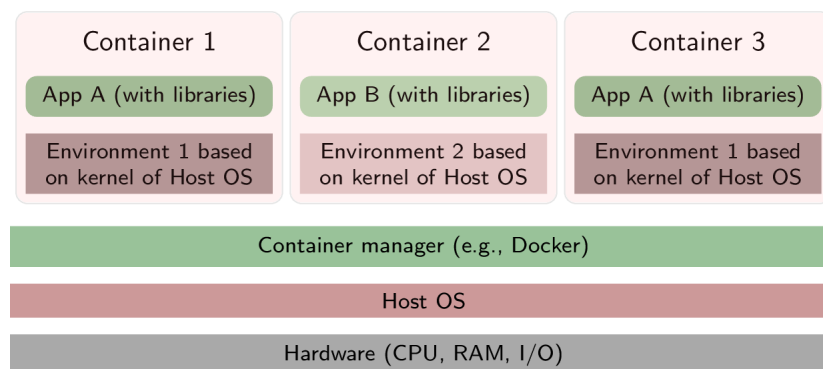 Container 1
App A (with libraries)
Environment 1 based
on kernel of Host OS
Container 2
App B (with libraries)
Environment 2 based
on kernel of Host OS
Container 3
App A (with libraries)
Environment 1 based
on kernel of Host OS
Container manager (e.g., Docker)
Host OS
Hardware (CPU, RAM, I/O)